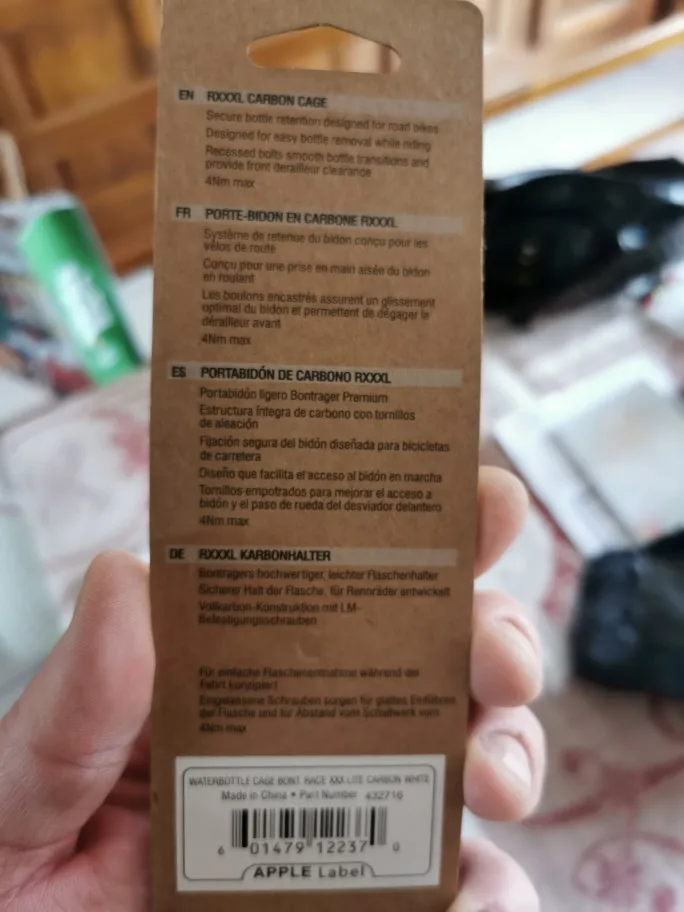 EN RXXXL CARBON CAGE
Secure bottle retention designed for road bikes
Designed for easy bottle removal while riding
Recessed bolts smooth bottle transitions and
provide front derailleur clearance
4Nm max
FR PORTE-BIDON EN CARBONE RXXXL
Système de retenue du bidon conçu pour les
vélos de route
Conçu pour une prise en main aisée du bidon
en roulant
Les boulons encastrés assurent un glissement
optimal du bidon et permettent de dégager le
dérailleur avant
4Nm max
ES PORTABIDÓN DE CARBONO RXXXL
Portabidón ligero Bontrager Premium
Estructura íntegra de carbono con tornillos
de aleación
Fijación segura del bidón diseñada para bicicletas
de carretera
Diseño que facilita el acceso al bidón en marcha
Tornillos empotrados para mejorar el acceso a
bidón y el paso de rueda del desviador delantero
4Nm max
DE RXXXL KARBONHALTER
Bontragers hochwertiger, leichter Flaschenhalter
Sicherer Halt der Flasche, für Rennräder entwickelt
Vollkarbon-Konstruktion mit LM-
Befestigungsschrauben
Für einfache Flaschenentnahme während der
Fahrt konzipiert
Eingelassene Schrauben sorgen für glattes Einführen
der Flasche und für Abstand vom Schaltwerk vorn
4Nm max
WATERBOTTLE CAGE BONT. RACE XXX LITE CARBON WHITE
Made in China • Part Number 432716
6 01479 12237 0
APPLE Label